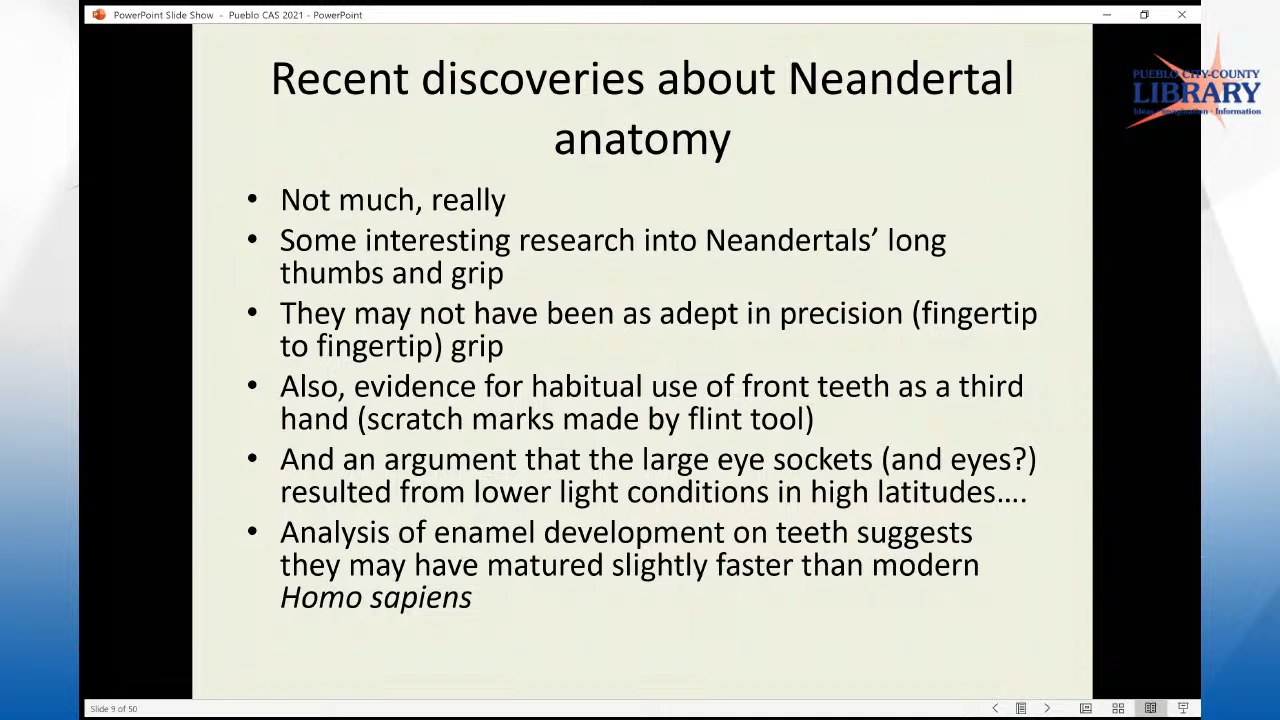 PowerPoint Slide Show - Pueblo CAS 2021 - PowerPoint
PUEBLO CITY-COUNTY
LIBRARY
Ideas · Imagination · Information
Recent discoveries about Neandertal
anatomy
• Not much, really
• Some interesting research into Neandertals’ long
thumbs and grip
• They may not have been as adept in precision (fingertip
to fingertip) grip
• Also, evidence for habitual use of front teeth as a third
hand (scratch marks made by flint tool)
• And an argument that the large eye sockets (and eyes?)
resulted from lower light conditions in high latitudes….
• Analysis of enamel development on teeth suggests
they may have matured slightly faster than modern
Homo sapiens
Slide 9 of 50